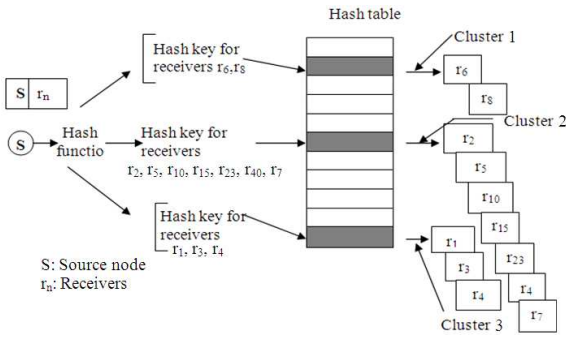 Hash table
Cluster 1
Hash key for
receivers r6,r8
r6
S rn
r8
Cluster 2
S
Hash
functio
Hash key for
receivers
r2, r5, r10, r15, r23, r40, r7
r2
r5
r10
Hash key for
receivers
r1, r3, r4
r15
r1
r23
S: Source node
rn: Receivers
r3
r4
r4
r7
Cluster 3